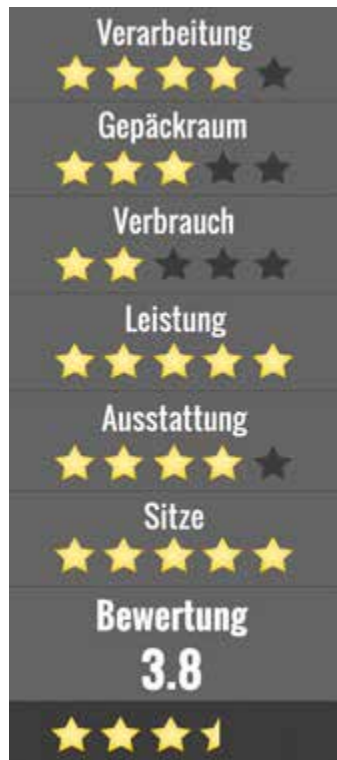 Verarbeitung
Gepäckraum
Verbrauch
Leistung
Ausstattung
Sitze
Bewertung
3.8